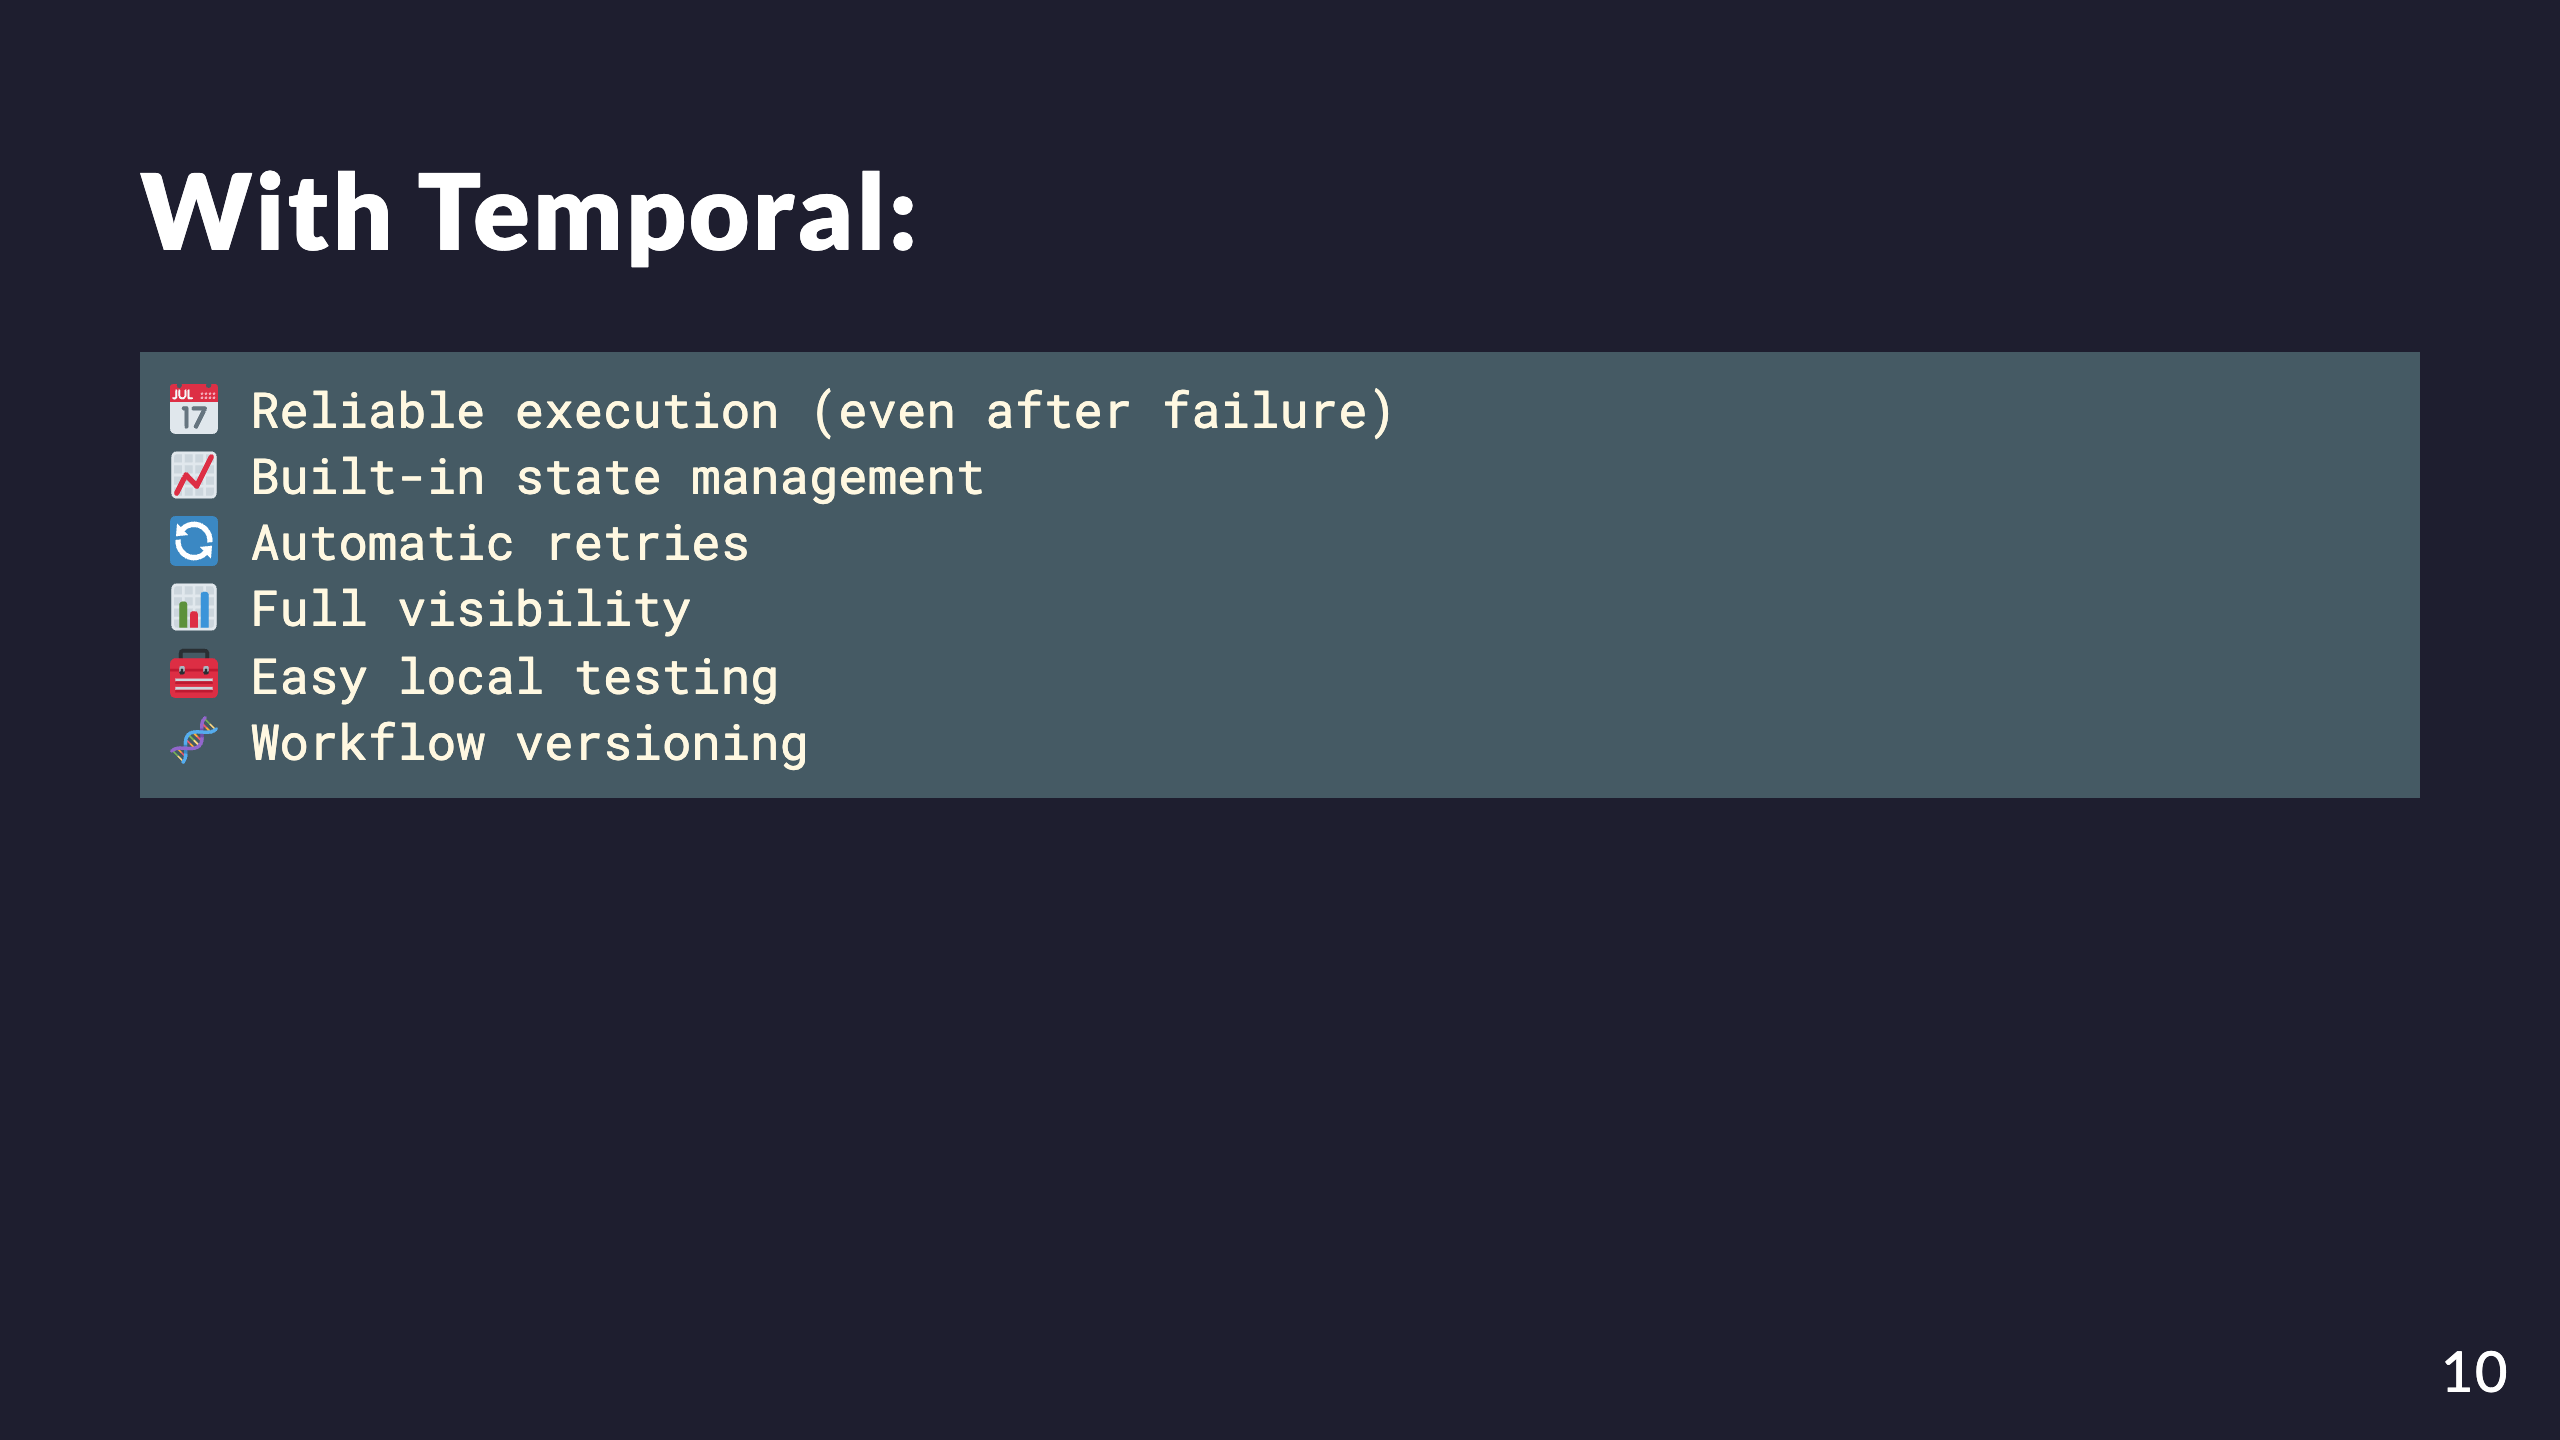 With Temporal:
📅 Reliable execution (even after failure)
📈 Built-in state management
🔄 Automatic retries
📊 Full visibility
🧰 Easy local testing
🧬 Workflow versioning
10